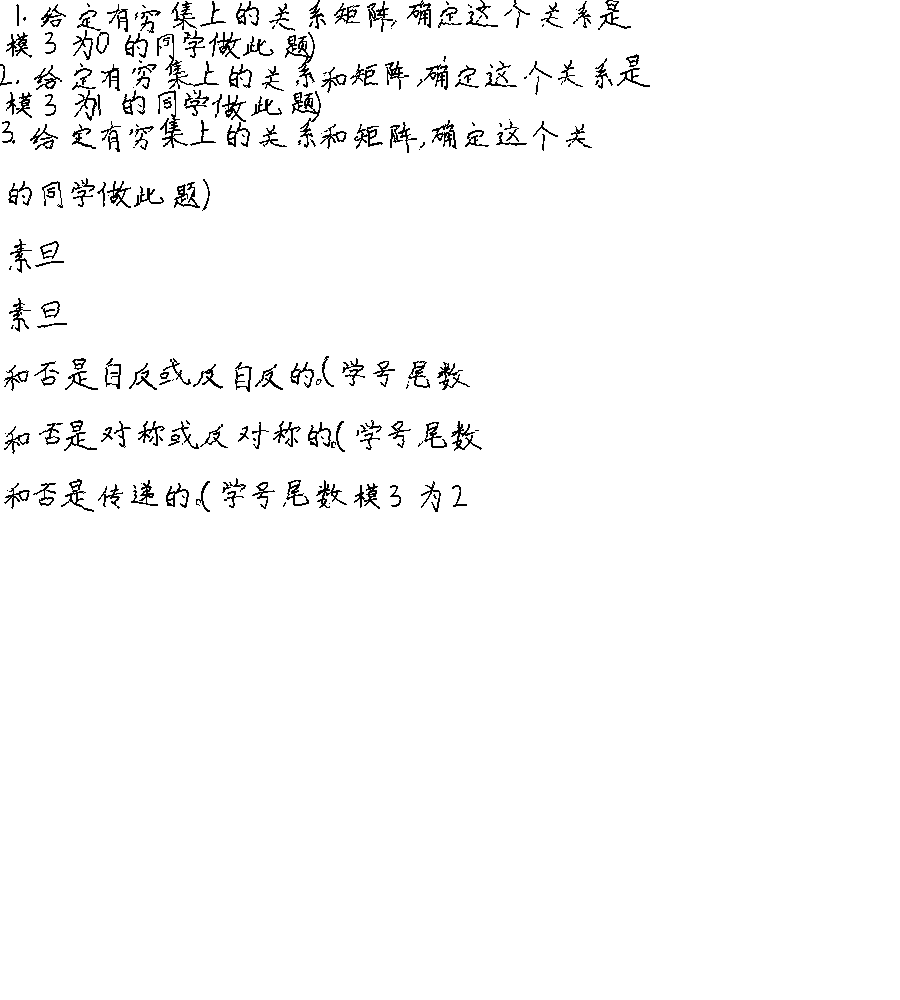 1. 给定有穷集上的关系矩阵,确定这个关系是
模3为0的同学做此题)
2. 给定有穷集上的关系和矩阵,确定这个关系是
模3为1的同学做此题)
3. 给定有穷集上的关系和矩阵,确定这个关
的同学做此题)
素旦
素旦
和否是自反或反自反的。(学号尾数
和否是对称或反对称的。(学号尾数
和否是传递的。(学号尾数模3为2